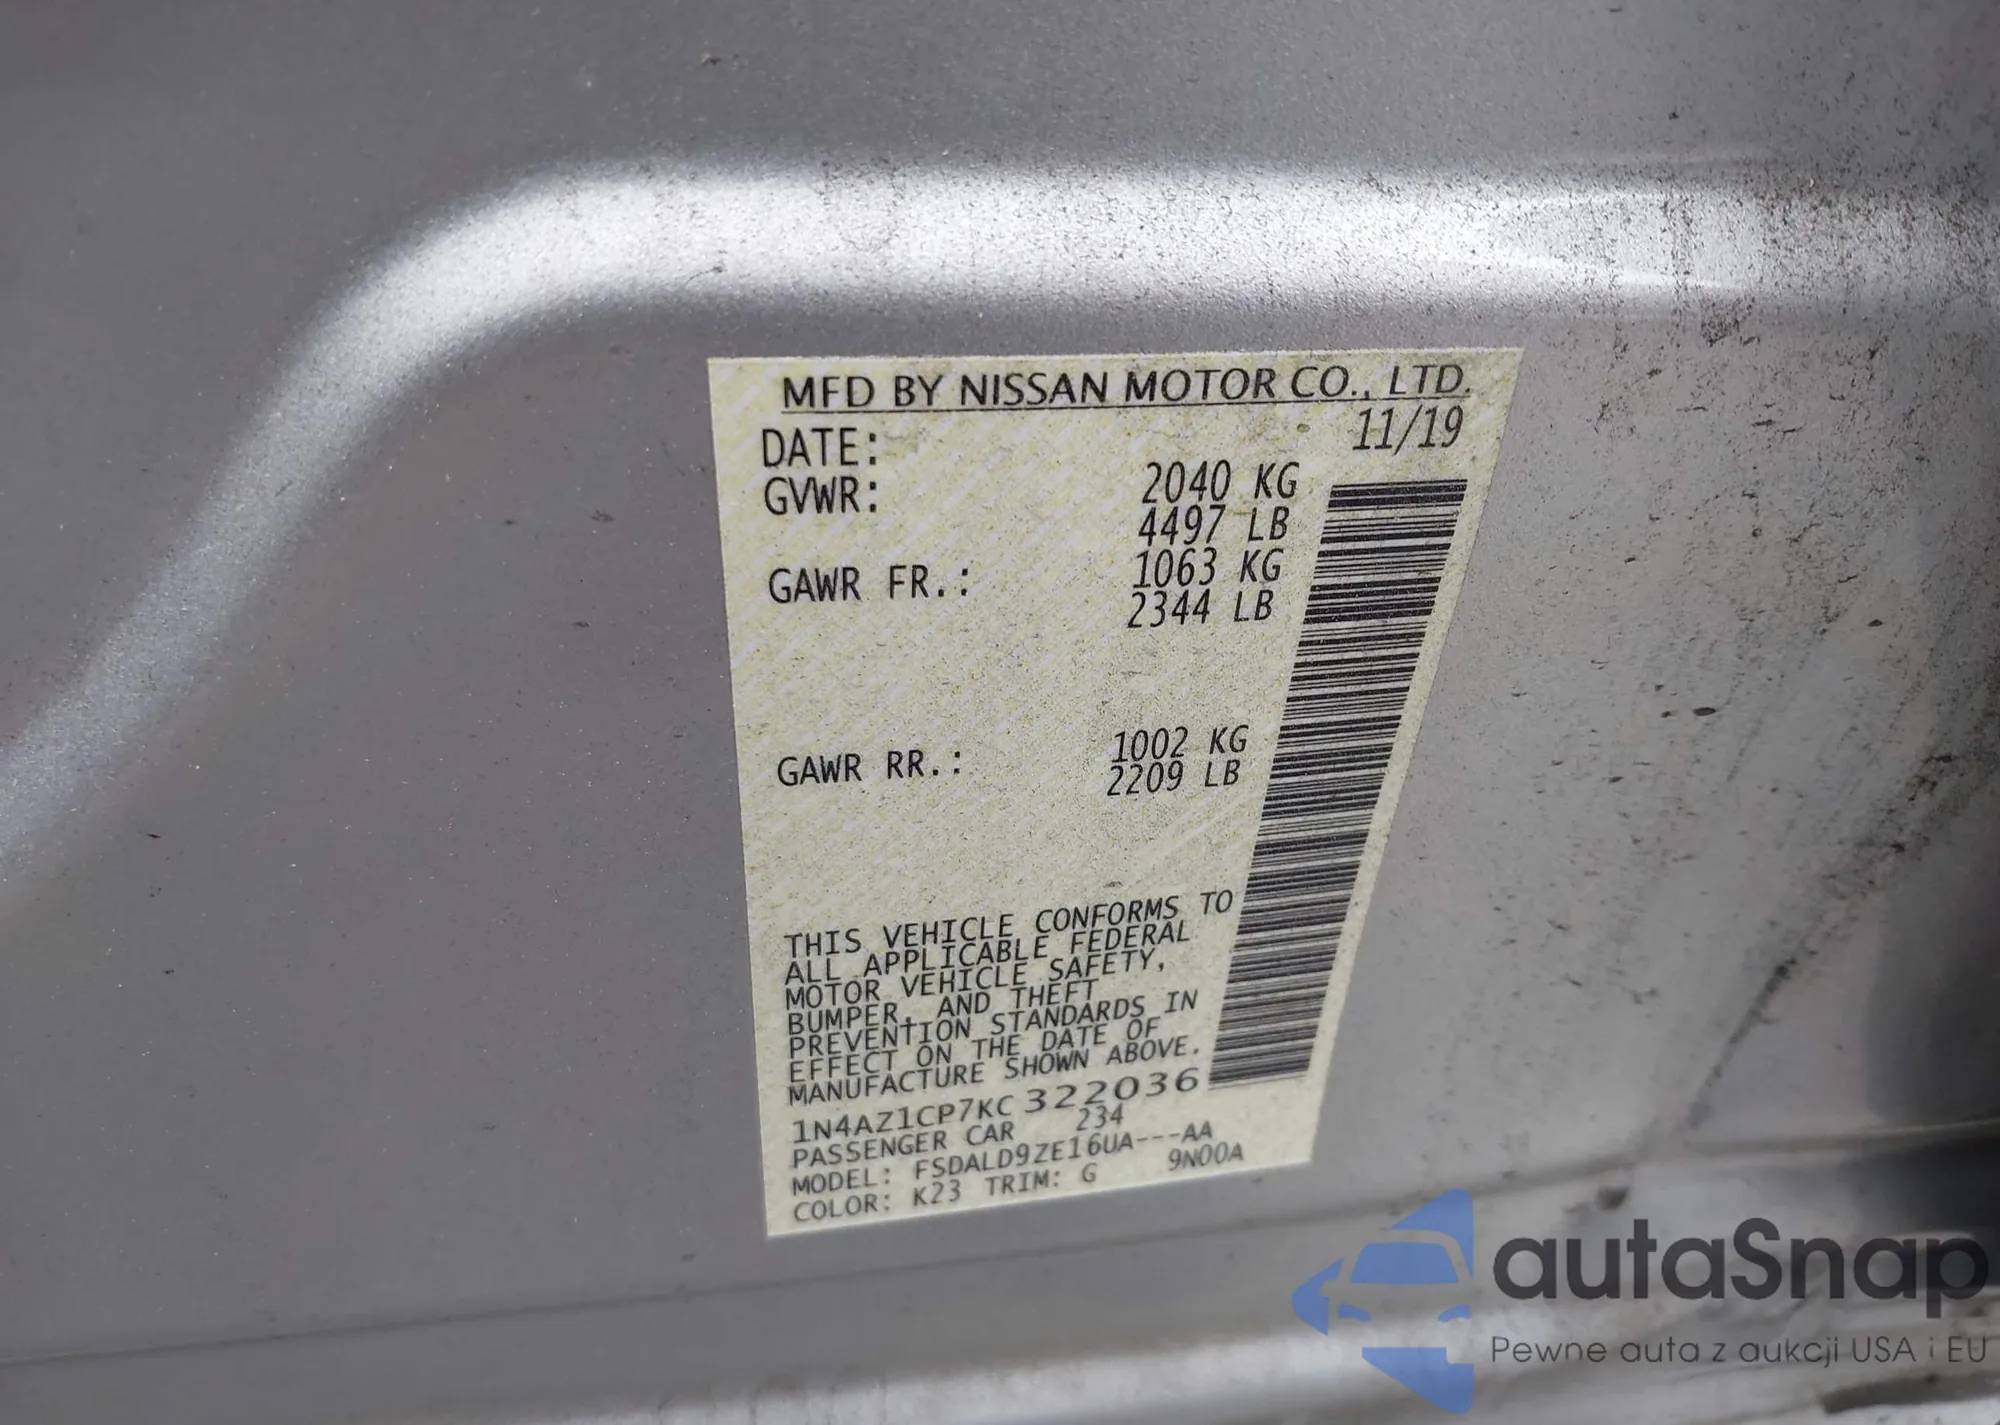 MFD BY NISSAN MOTOR CO., LTD.
DATE: 11/19
GVWR: 2040 KG
4497 LB
GAWR FR.: 1063 KG
2344 LB
GAWR RR.: 1002 KG
2209 LB
THIS VEHICLE CONFORMS TO
ALL APPLICABLE FEDERAL
MOTOR VEHICLE SAFETY,
BUMPER, AND THEFT
PREVENTION STANDARDS IN
EFFECT ON THE DATE OF
MANUFACTURE SHOWN ABOVE.
1N4AZ1CP7KC322036
PASSENGER CAR 234
MODEL: FSDALD9ZE16UA---AA
COLOR: K23 TRIM: G 9N00A
autaSnap
Pewne auta z aukcji USA i EU